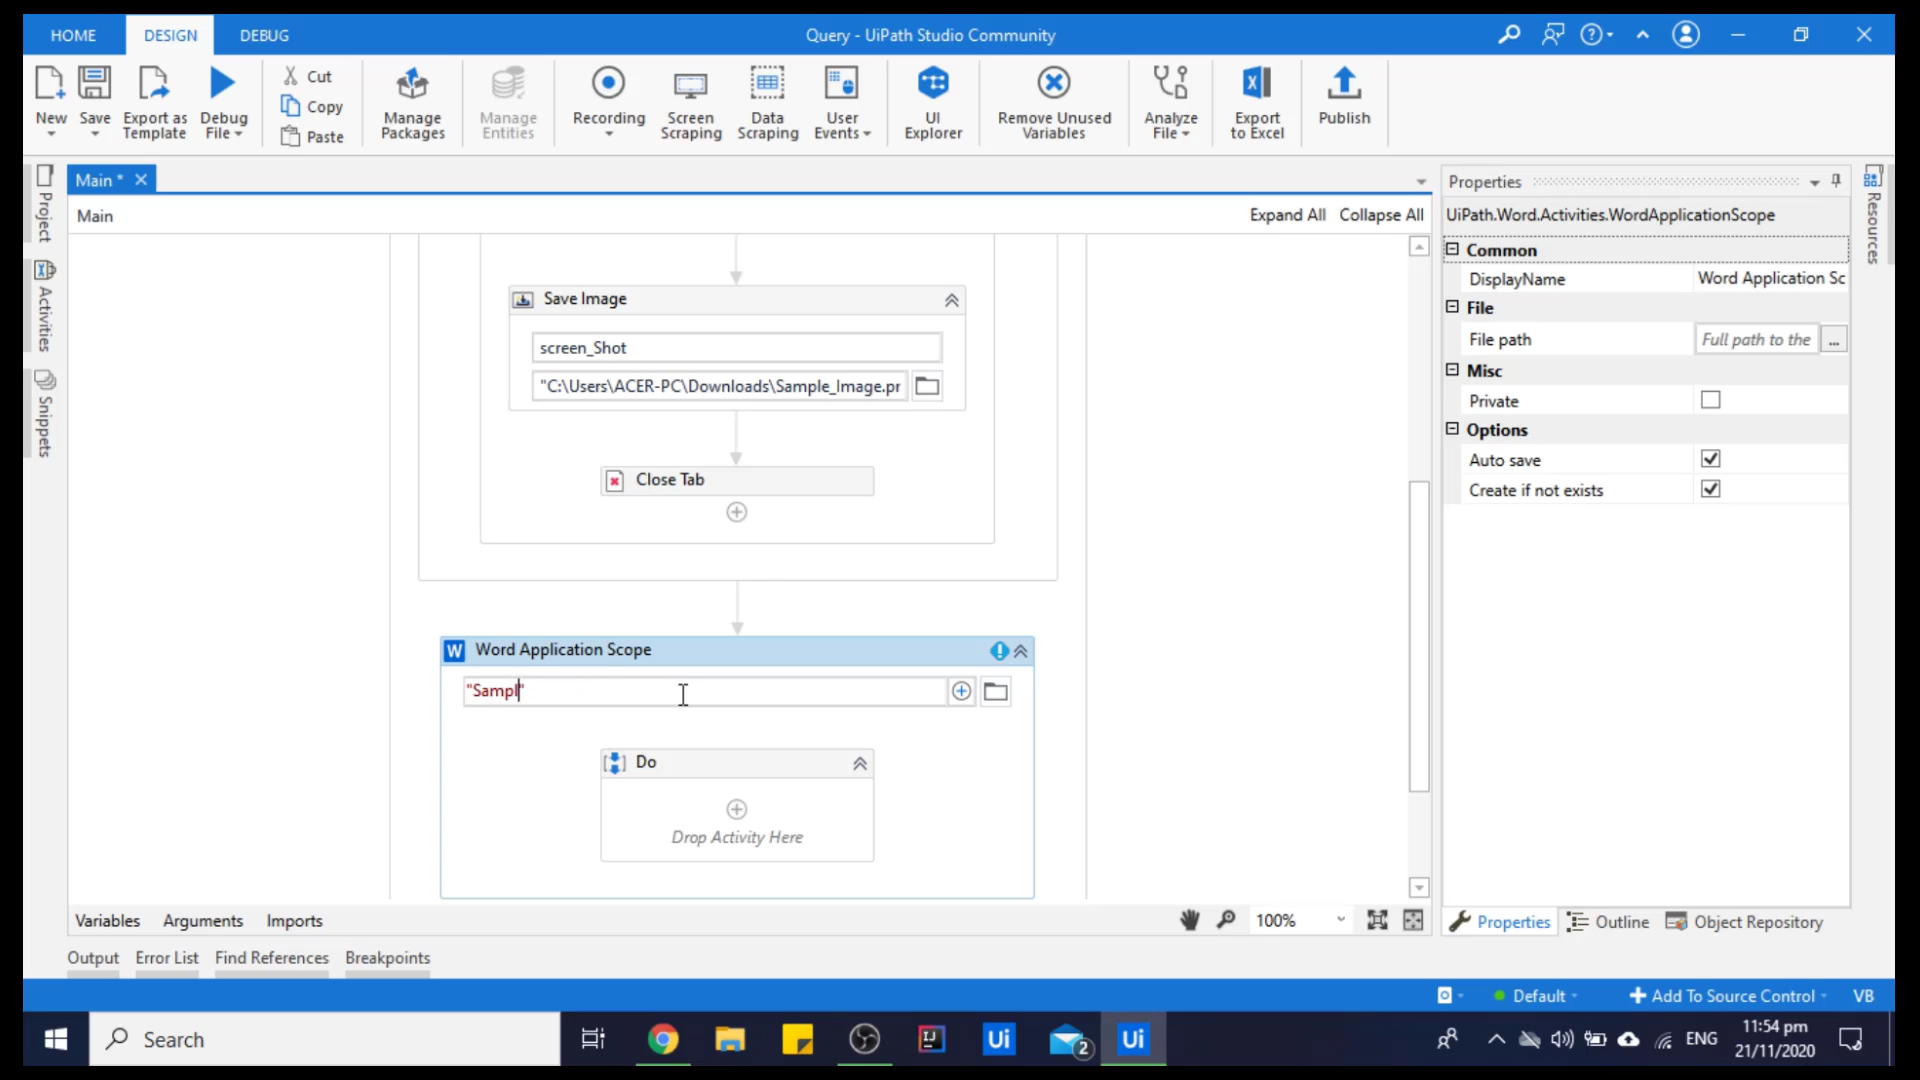 HOME DESIGN DEBUG Query - UiPath Studio Community
New Save Export as Template Debug File Cut Copy Paste Manage Packages Manage Entities Recording Screen Scraping Data Scraping User Events UI Explorer Remove Unused Variables Analyze File Export to Excel Publish
Main *
Main Expand All Collapse All
Project
Activities
Snippets
Save Image
screen_Shot
"C:\Users\ACER-PC\Downloads\Sample_Image.pr
Close Tab
W Word Application Scope
"Sampl"
Do
Drop Activity Here
Variables Arguments Imports 100%
Output Error List Find References Breakpoints
Properties
UiPath.Word.Activities.WordApplicationScope
Common
DisplayName Word Application Sc
File
File path Full path to the ...
Misc
Private
Options
Auto save
Create if not exists
Properties Outline Object Repository
Resources
Default Add To Source Control VB
Search Ui 2 Ui ENG 11:54 pm
21/11/2020